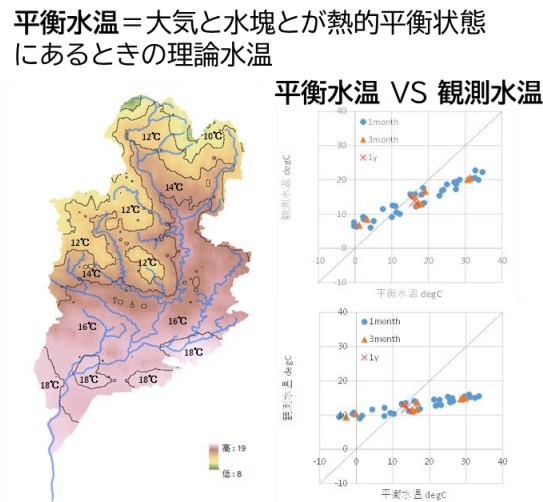 平衡水温＝大気と水塊とが熱的平衡状態
にあるときの理論水温
平衡水温 VS 観測水温
12℃
10℃
14℃
12℃
12℃
12℃
14℃
16℃
16℃
18℃
18℃
18℃
18℃
高 : 19
低 : 8
40
30
20
10
0
-10
-10
0
10
20
30
40
1month
3month
1y
観測水温 degC
平衡水温 degC
40
30
20
10
0
-10
-10
0
10
20
30
40
1month
3month
1y
観測水温 degC
平衡水温 degC